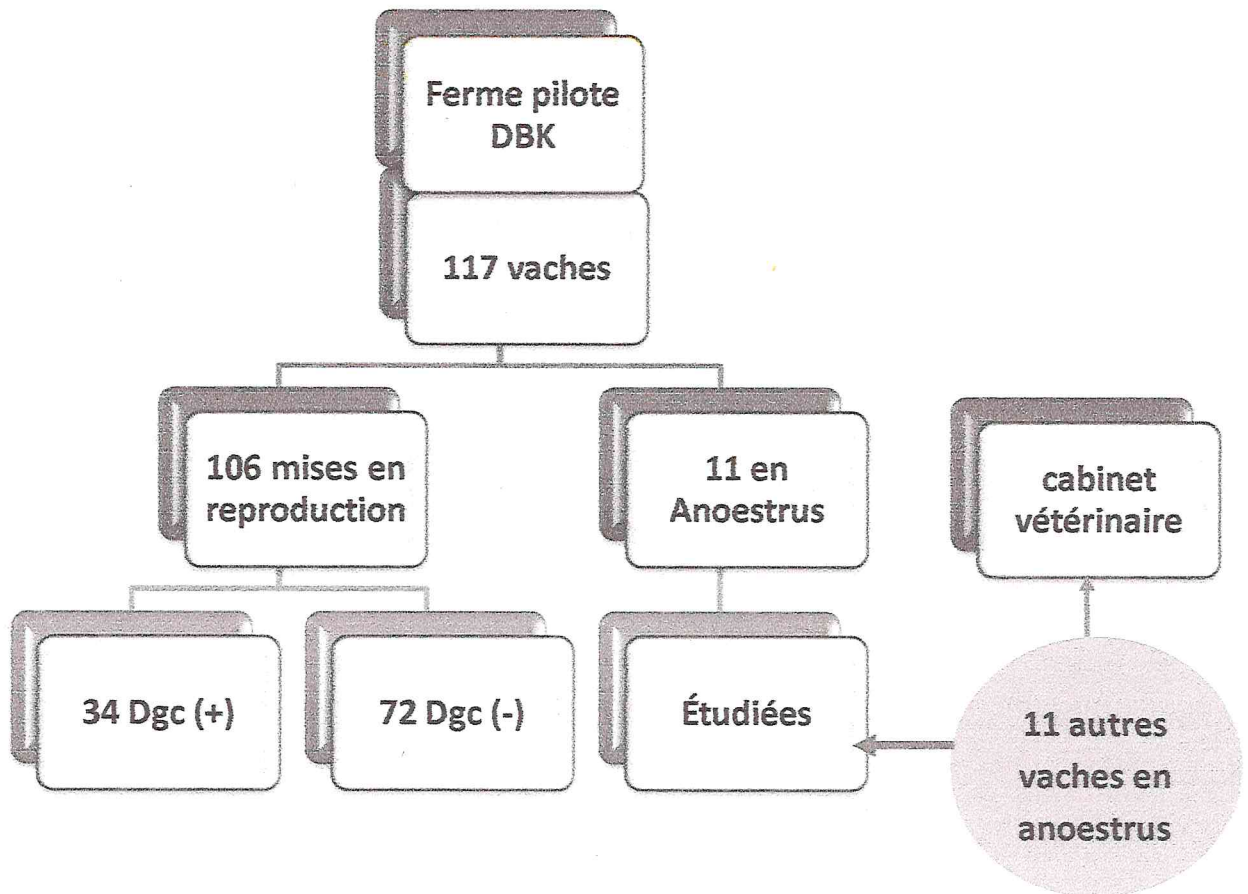 Ferme pilote
DBK
117 vaches
106 mises en
reproduction
11 en
Anoestrus
cabinet
vétérinaire
34 Dgc (+)
72 Dgc (-)
Étudiées
11 autres
vaches en
anoestrus